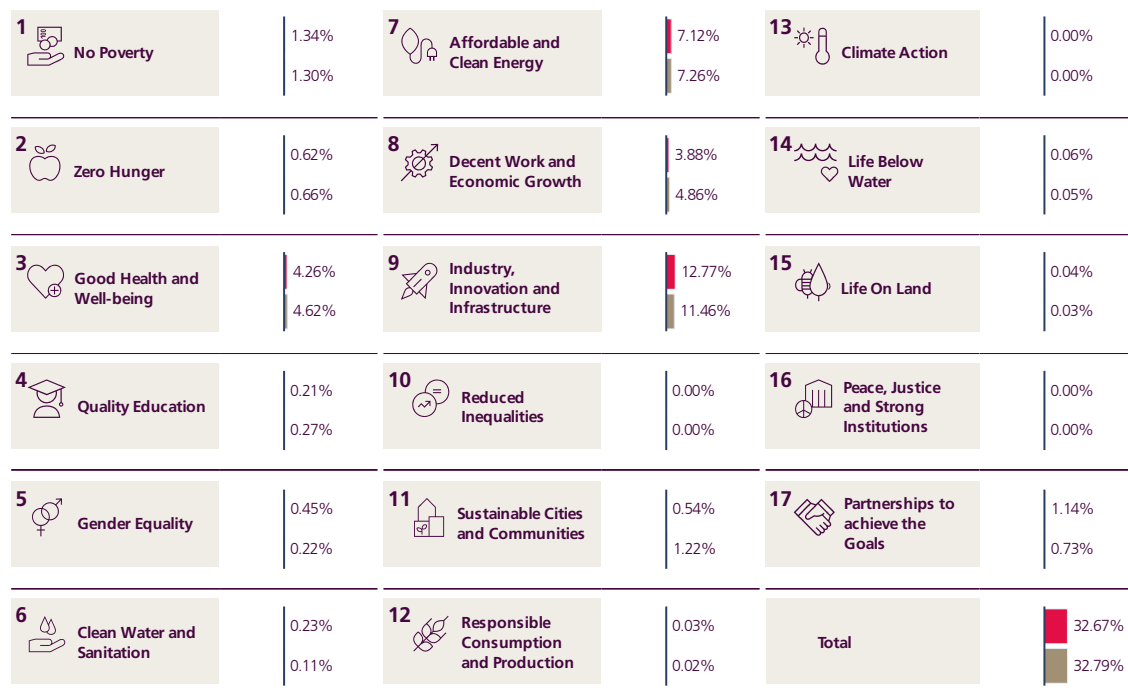 1
No Poverty
1.34%
1.30%
2
Zero Hunger
0.62%
0.66%
3
Good Health and
Well-being
4.26%
4.62%
4
Quality Education
0.21%
0.27%
5
Gender Equality
0.45%
0.22%
6
Clean Water and
Sanitation
0.23%
0.11%
7
Affordable and
Clean Energy
7.12%
7.26%
8
Decent Work and
Economic Growth
3.88%
4.86%
9
Industry,
Innovation and
Infrastructure
12.77%
11.46%
10
Reduced
Inequalities
0.00%
0.00%
11
Sustainable Cities
and Communities
0.54%
1.22%
12
Responsible
Consumption
and Production
0.03%
0.02%
13
Climate Action
0.00%
0.00%
14
Life Below
Water
0.06%
0.05%
15
Life On Land
0.04%
0.03%
16
Peace, Justice
and Strong
Institutions
0.00%
0.00%
17
Partnerships to
achieve the
Goals
1.14%
0.73%
Total
32.67%
32.79%